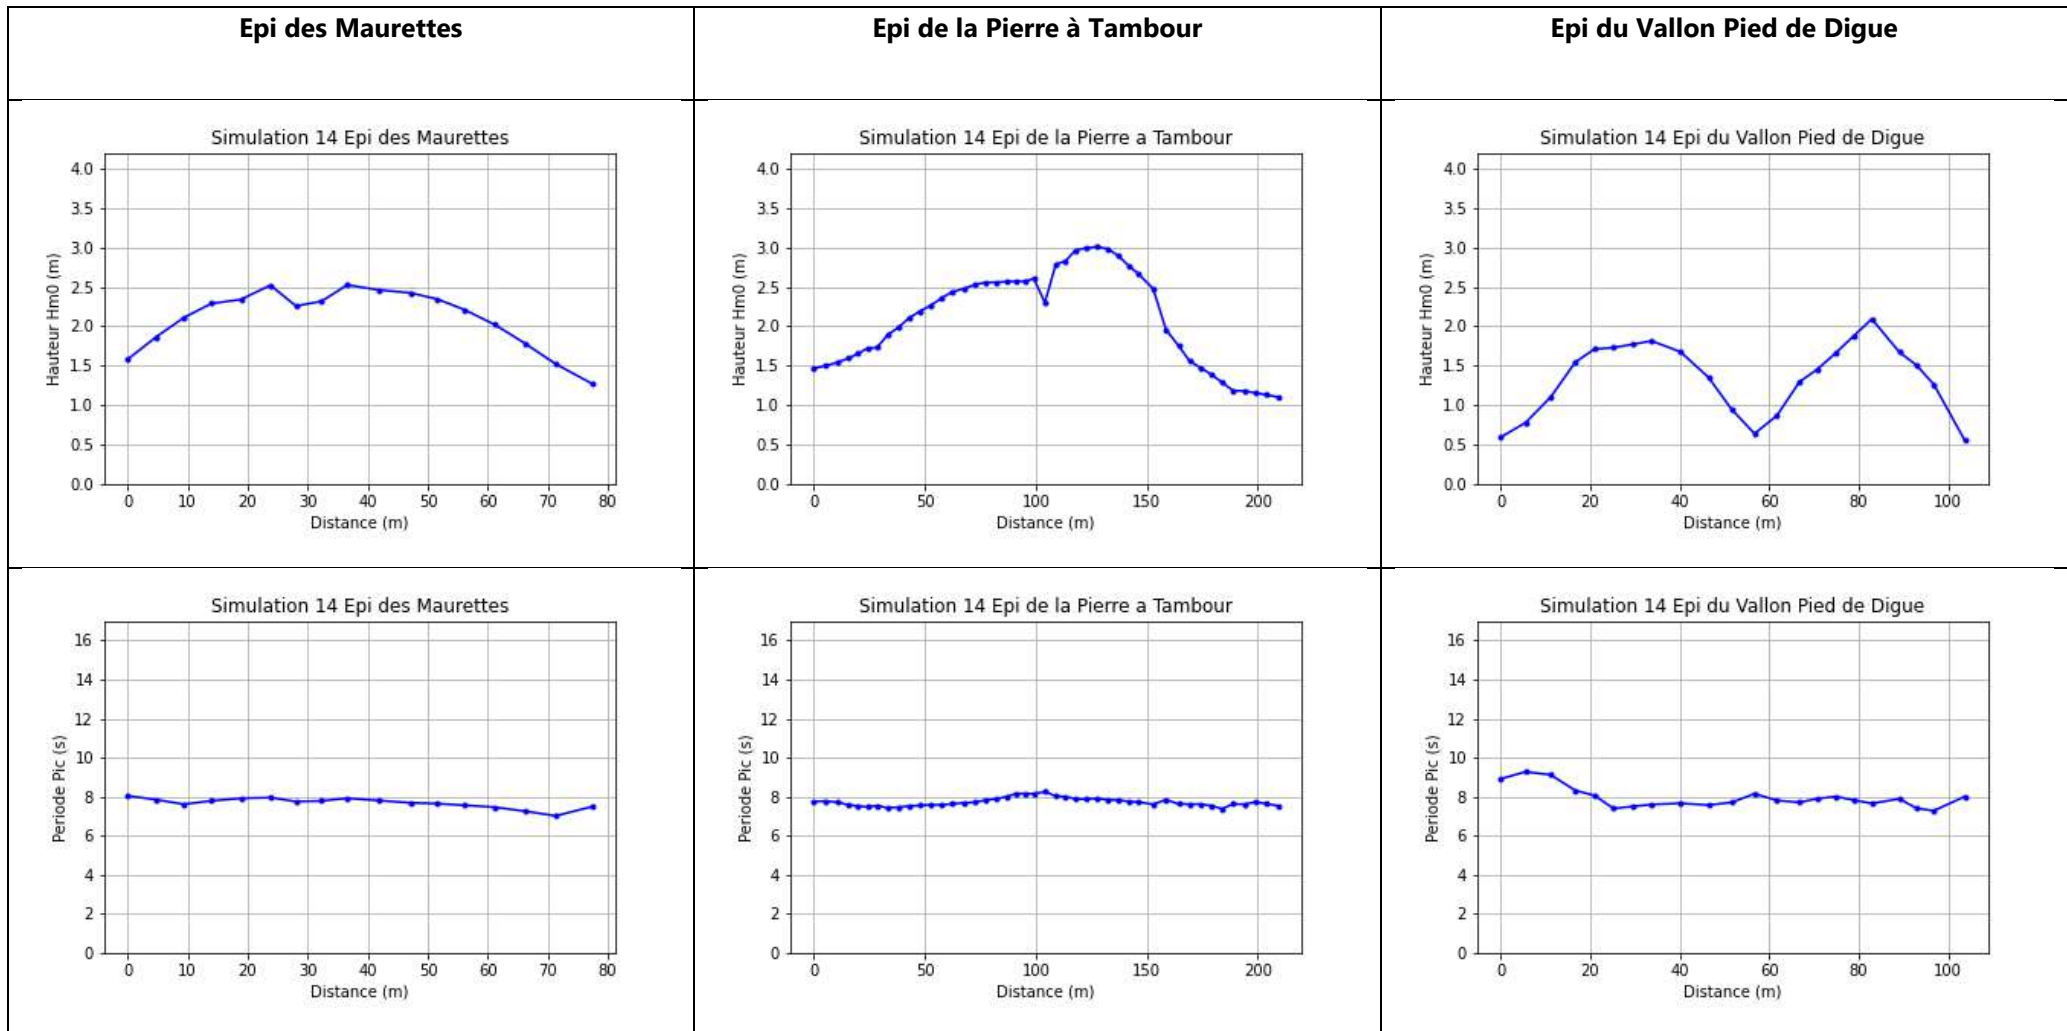 Epi des Maurettes
Epi de la Pierre à Tambour
Epi du Vallon Pied de Digue
Simulation 14 Epi des Maurettes
4.0
3.5
3.0
2.5
2.0
1.5
1.0
0.5
0.0
Hauteur Hm0 (m)
0 10 20 30 40 50 60 70 80
Distance (m)
Simulation 14 Epi de la Pierre a Tambour
4.0
3.5
3.0
2.5
2.0
1.5
1.0
0.5
0.0
Hauteur Hm0 (m)
0 50 100 150 200
Distance (m)
Simulation 14 Epi du Vallon Pied de Digue
4.0
3.5
3.0
2.5
2.0
1.5
1.0
0.5
0.0
Hauteur Hm0 (m)
0 20 40 60 80 100
Distance (m)
Simulation 14 Epi des Maurettes
16
14
12
10
8
6
4
2
0
Periode Pic (s)
0 10 20 30 40 50 60 70 80
Distance (m)
Simulation 14 Epi de la Pierre a Tambour
16
14
12
10
8
6
4
2
0
Periode Pic (s)
0 50 100 150 200
Distance (m)
Simulation 14 Epi du Vallon Pied de Digue
16
14
12
10
8
6
4
2
0
Periode Pic (s)
0 20 40 60 80 100
Distance (m)